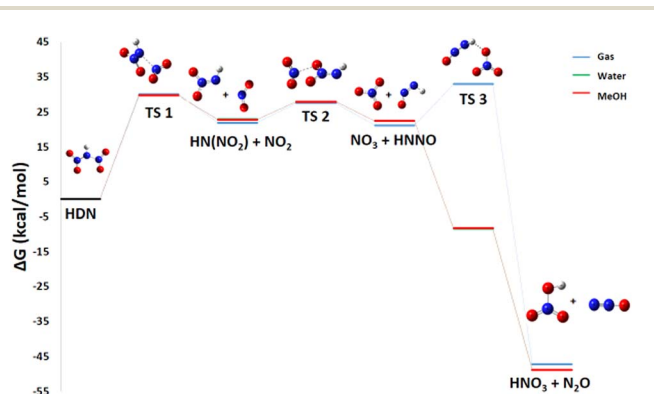 45
35
25
15
5
-5
-15
-25
-35
-45
-55
ΔG (kcal/mol)
Gas
Water
MeOH
HDN
TS 1
+
HN(NO₂) + NO₂
TS 2
+
NO₃ + HNNO
TS 3
+
HNO₃ + N₂O